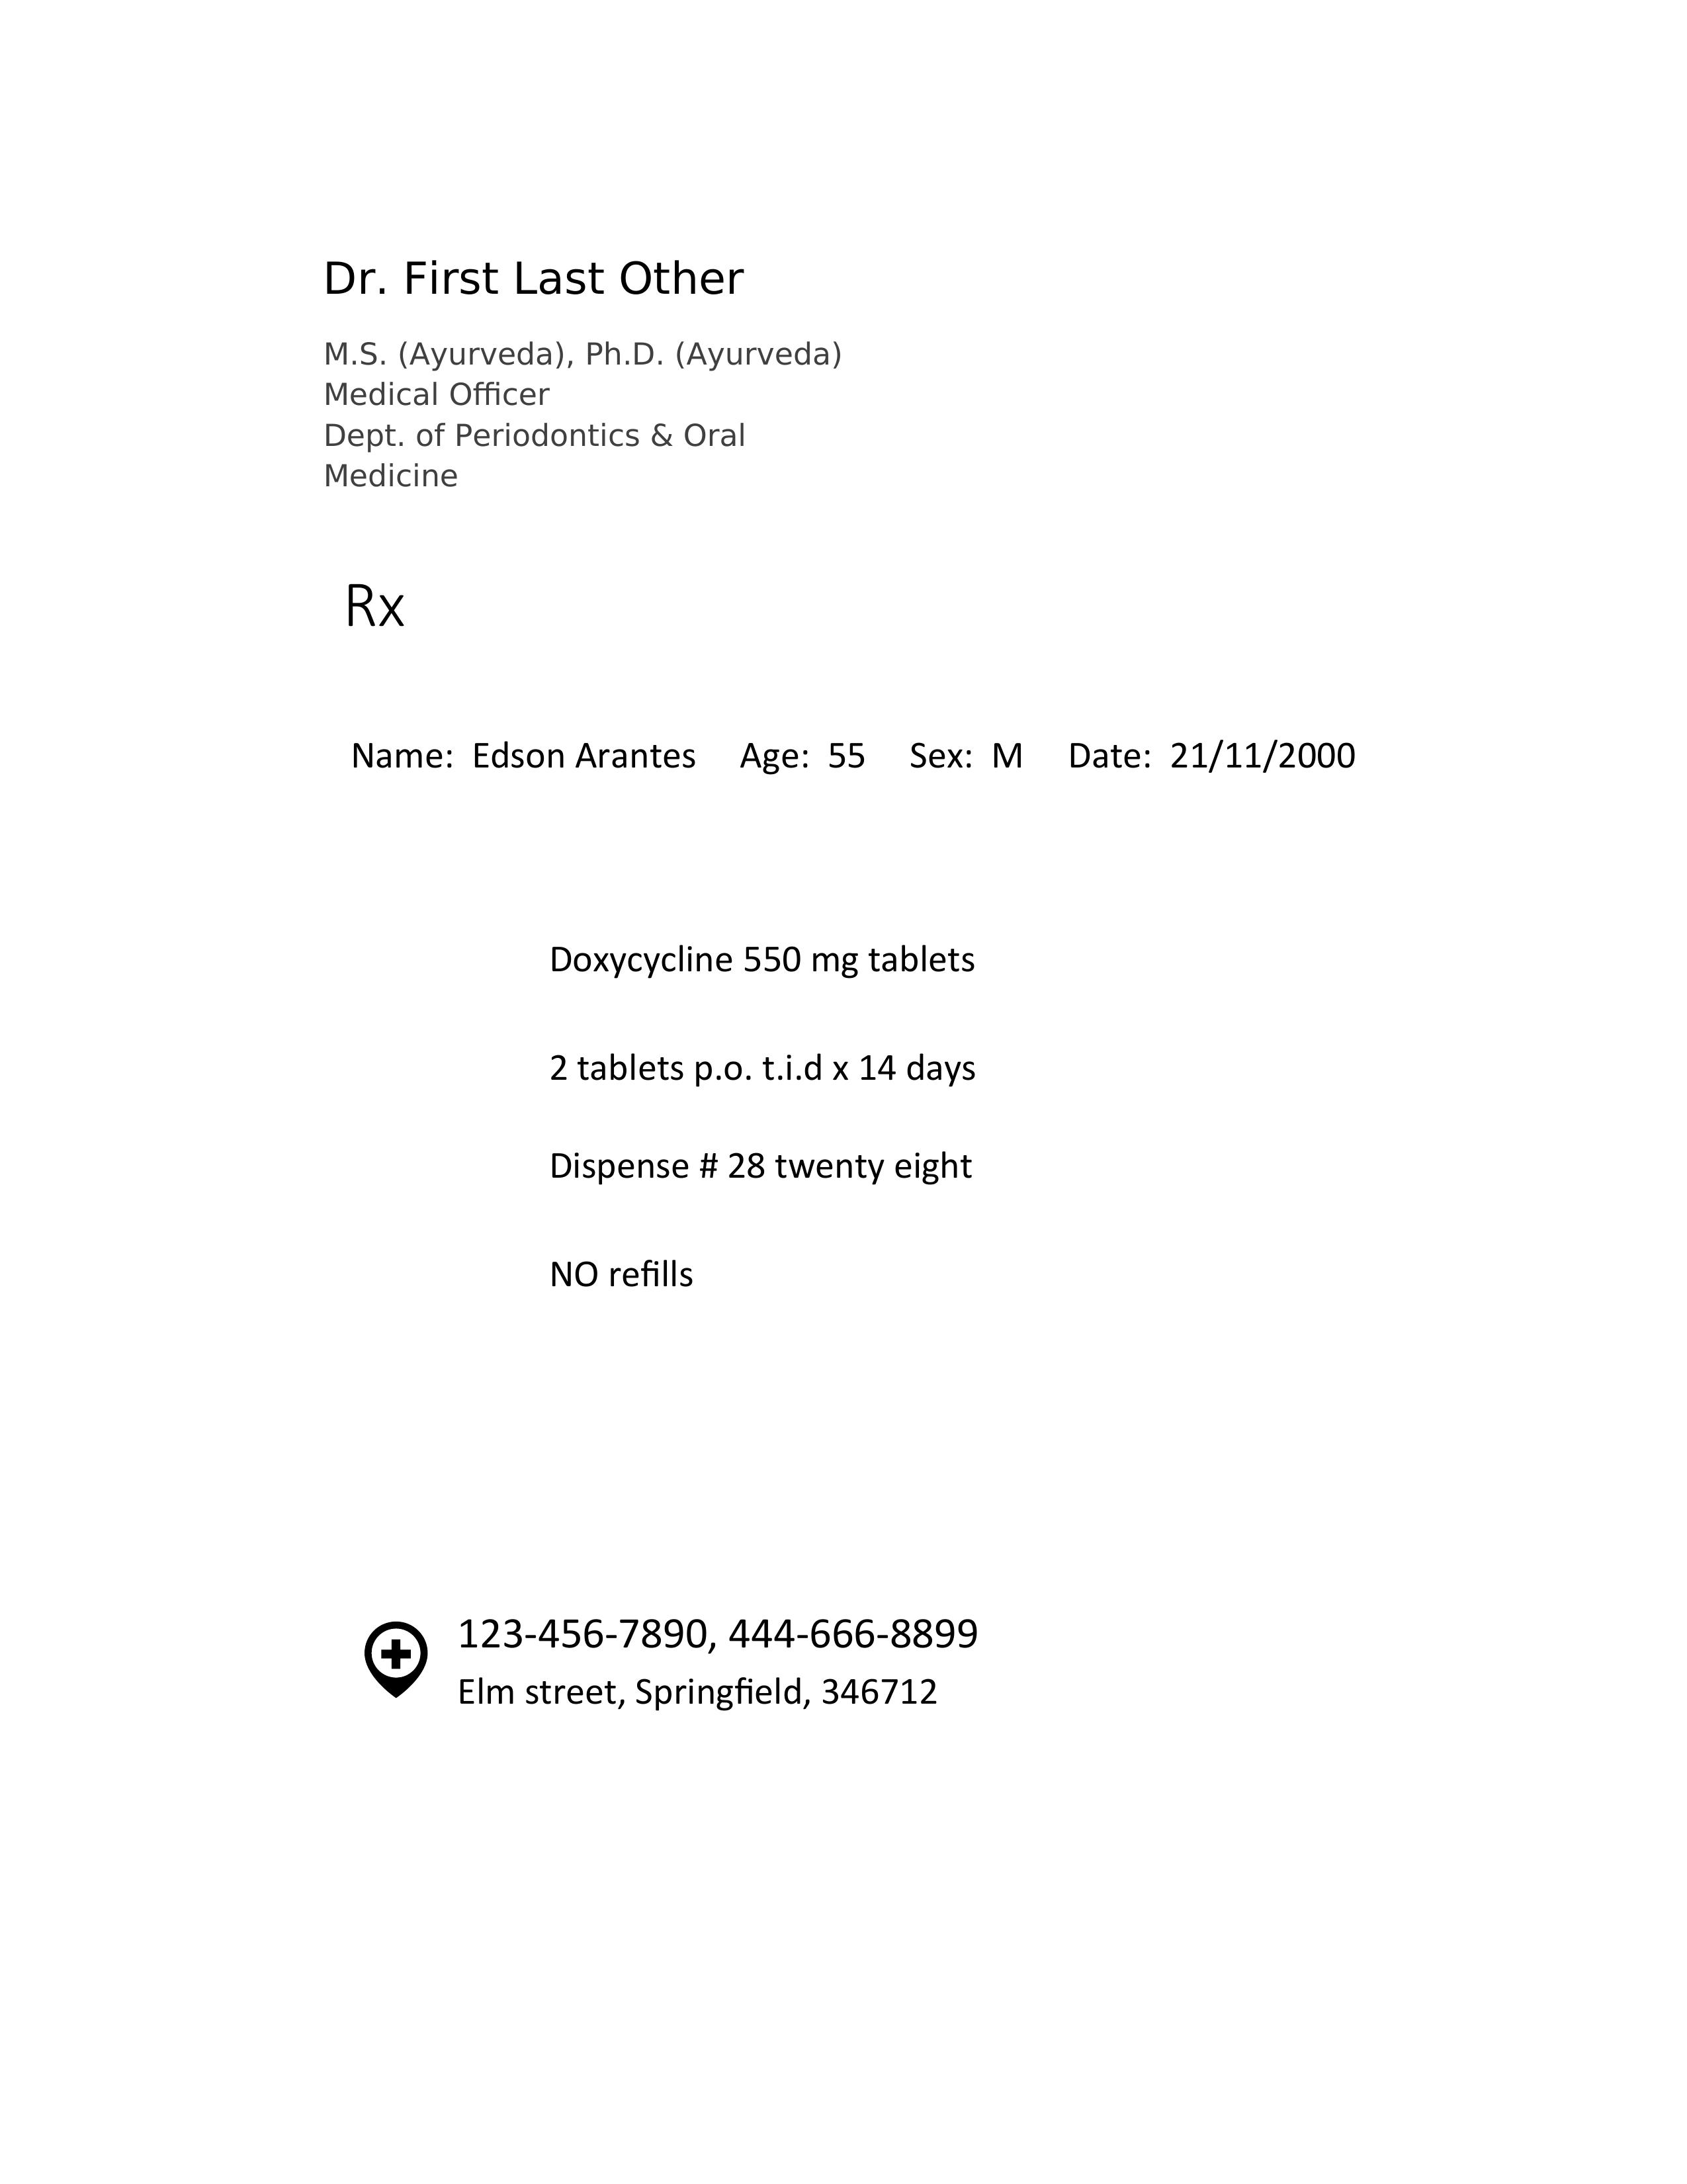 Dr. First Last Other
M.S. (Ayurveda), Ph.D. (Ayurveda)
Medical Officer
Dept. of Periodontics & Oral
Medicine
Rx
Name: Edson Arantes Age: 55 Sex: M Date: 21/11/2000
Doxycycline 550 mg tablets
2 tablets p.o. t.i.d x 14 days
Dispense # 28 twenty eight
NO refills
123-456-7890, 444-666-8899
Elm street, Springfield, 346712